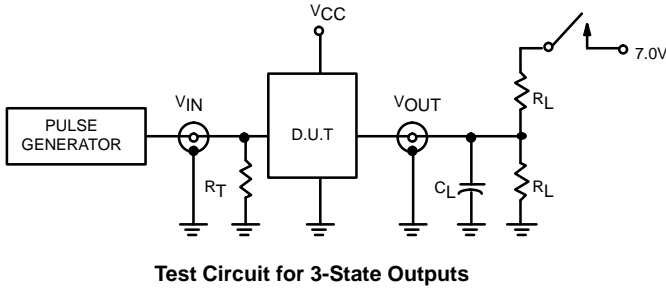 VCC
7.0V
RL
VIN
VOUT
PULSE
GENERATOR
D.U.T
RT
CL
RL
Test Circuit for 3-State Outputs